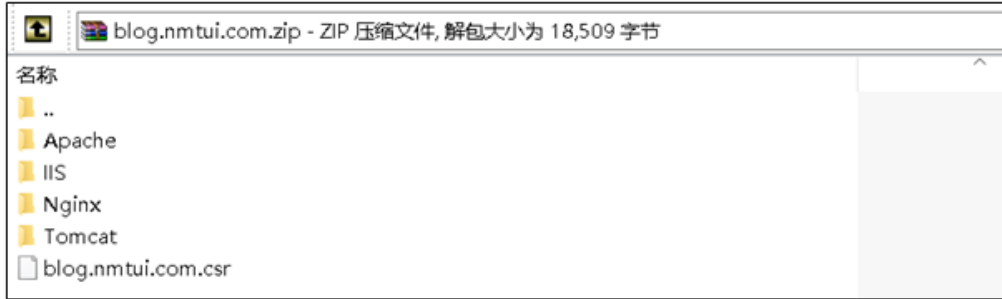 blog.nmtui.com.zip - ZIP 压缩文件, 解包大小为 18,509 字节
名称
..
Apache
IIS
Nginx
Tomcat
blog.nmtui.com.csr